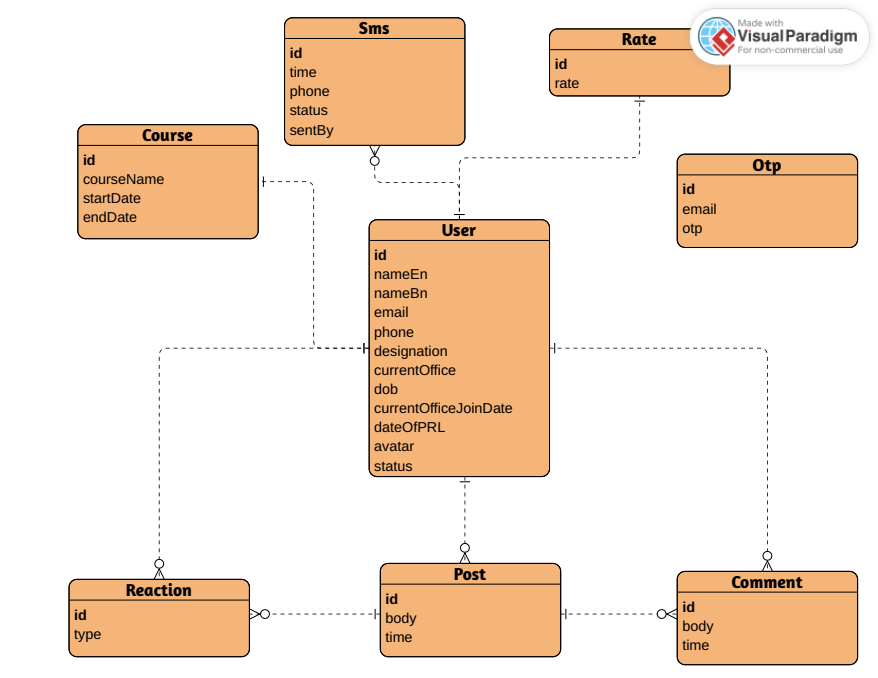 Made with
Visual Paradigm
For non-commercial use
Sms
id
time
phone
status
sentBy
Rate
id
rate
Course
id
courseName
startDate
endDate
Otp
id
email
otp
User
id
nameEn
nameBn
email
phone
designation
currentOffice
dob
currentOfficeJoinDate
dateOfPRL
avatar
status
Reaction
id
type
Post
id
body
time
Comment
id
body
time